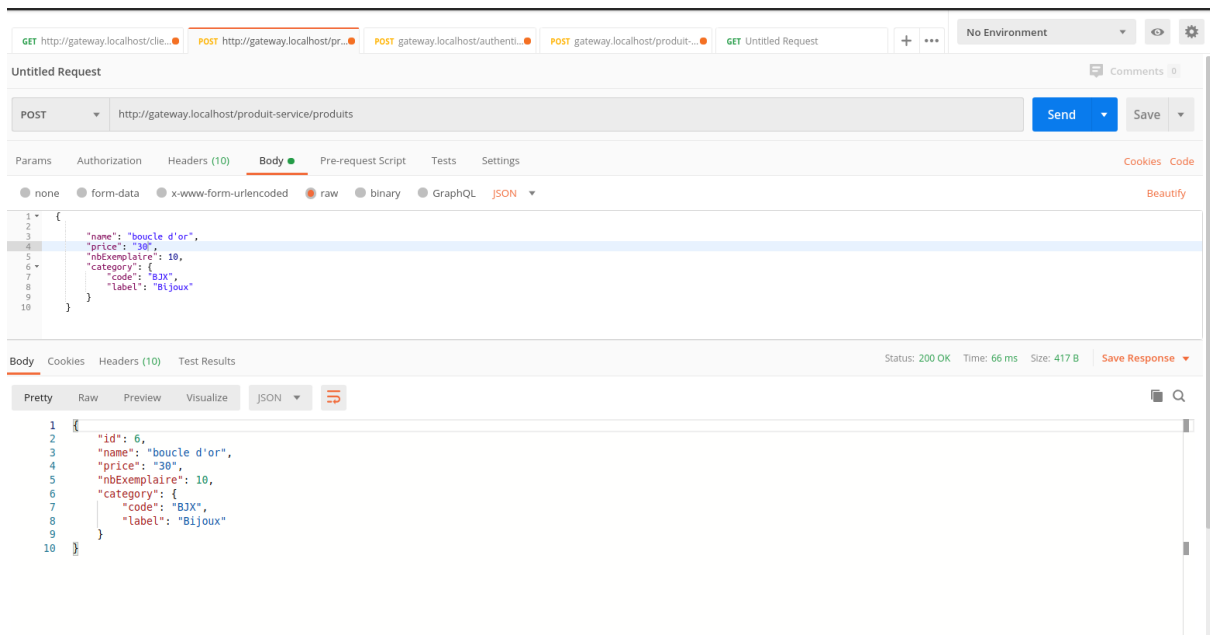 GET http://gateway.localhost/clie... POST http://gateway.localhost/pr... POST gateway.localhost/authenti... POST gateway.localhost/produit-... GET Untitled Request + ••• No Environment
Untitled Request Comments 0
POST http://gateway.localhost/produit-service/produits Send Save
Params Authorization Headers (10) Body Pre-request Script Tests Settings Cookies Code
none form-data x-www-form-urlencoded raw binary GraphQL JSON Beautify
1 {
2
3 "name": "boucle d'or",
4 "price": "30",
5 "nbExemplaire": 10,
6 "category": {
7 "code": "BJX",
8 "label": "Bijoux"
9 }
10 }
Body Cookies Headers (10) Test Results Status: 200 OK Time: 66 ms Size: 417 B Save Response
Pretty Raw Preview Visualize JSON
1 {
2 "id": 6,
3 "name": "boucle d'or",
4 "price": "30",
5 "nbExemplaire": 10,
6 "category": {
7 "code": "BJX",
8 "label": "Bijoux"
9 }
10 }